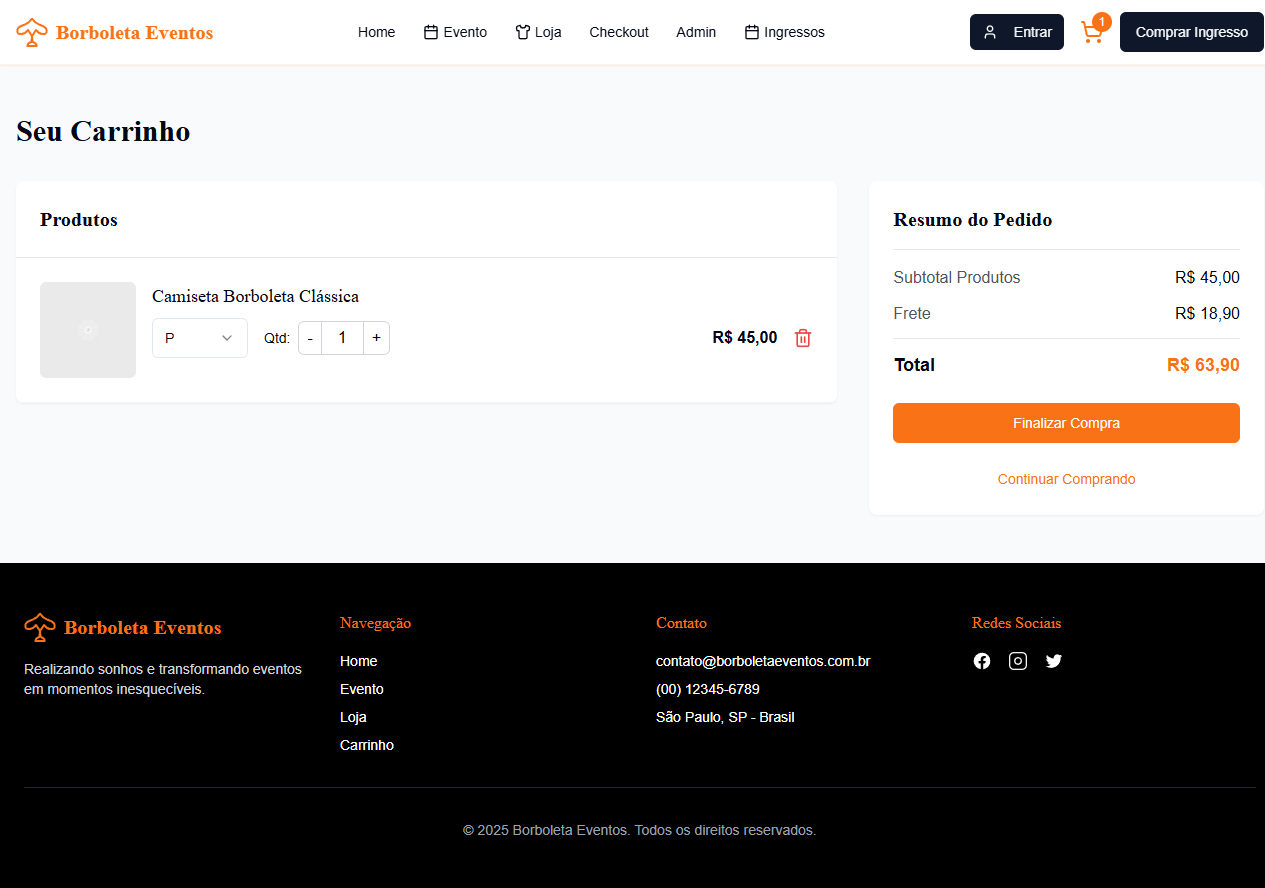 Borboleta Eventos
Home
Evento
Loja
Checkout
Admin
Ingressos
Entrar
1
Comprar Ingresso
Seu Carrinho
Produtos
Camiseta Borboleta Clássica
P
Qtd:
-
1
+
R$ 45,00
Resumo do Pedido
Subtotal Produtos R$ 45,00
Frete R$ 18,90
Total R$ 63,90
Finalizar Compra
Continuar Comprando
Borboleta Eventos
Realizando sonhos e transformando eventos
em momentos inesquecíveis.
Navegação
Home
Evento
Loja
Carrinho
Contato
contato@borboletaeventos.com.br
(00) 12345-6789
São Paulo, SP - Brasil
Redes Sociais
© 2025 Borboleta Eventos. Todos os direitos reservados.